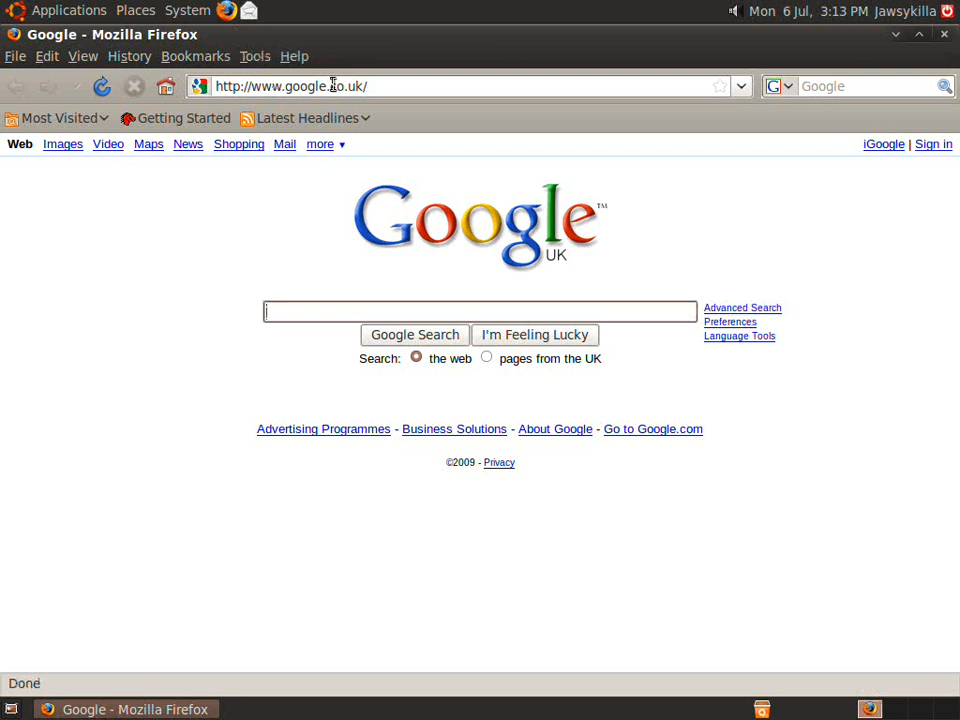 Applications Places System Mon 6 Jul, 3:13 PM Jawsykilla
Google - Mozilla Firefox
File Edit View History Bookmarks Tools Help
http://www.google.co.uk/ G Google
Most Visited Getting Started Latest Headlines
Web Images Video Maps News Shopping Mail more ▼ iGoogle | Sign in
Google™
UK
Advanced Search
Preferences
Language Tools
Google Search I'm Feeling Lucky
Search: the web pages from the UK
Advertising Programmes - Business Solutions - About Google - Go to Google.com
©2009 - Privacy
Done
Google - Mozilla Firefox